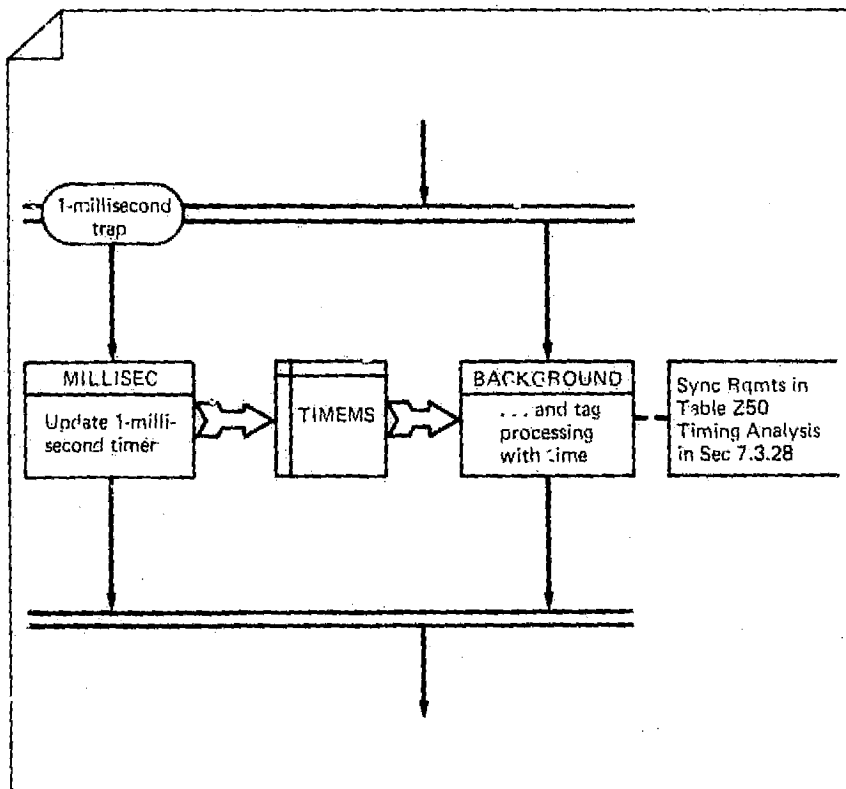 1-millisecond
trap
MILLISEC
Update 1-milli-
second timer
TIMEMS
BACKGROUND
. . . and tag
processing
with time
Sync Rqmts in
Table Z50
Timing Analysis
in Sec 7.3.28